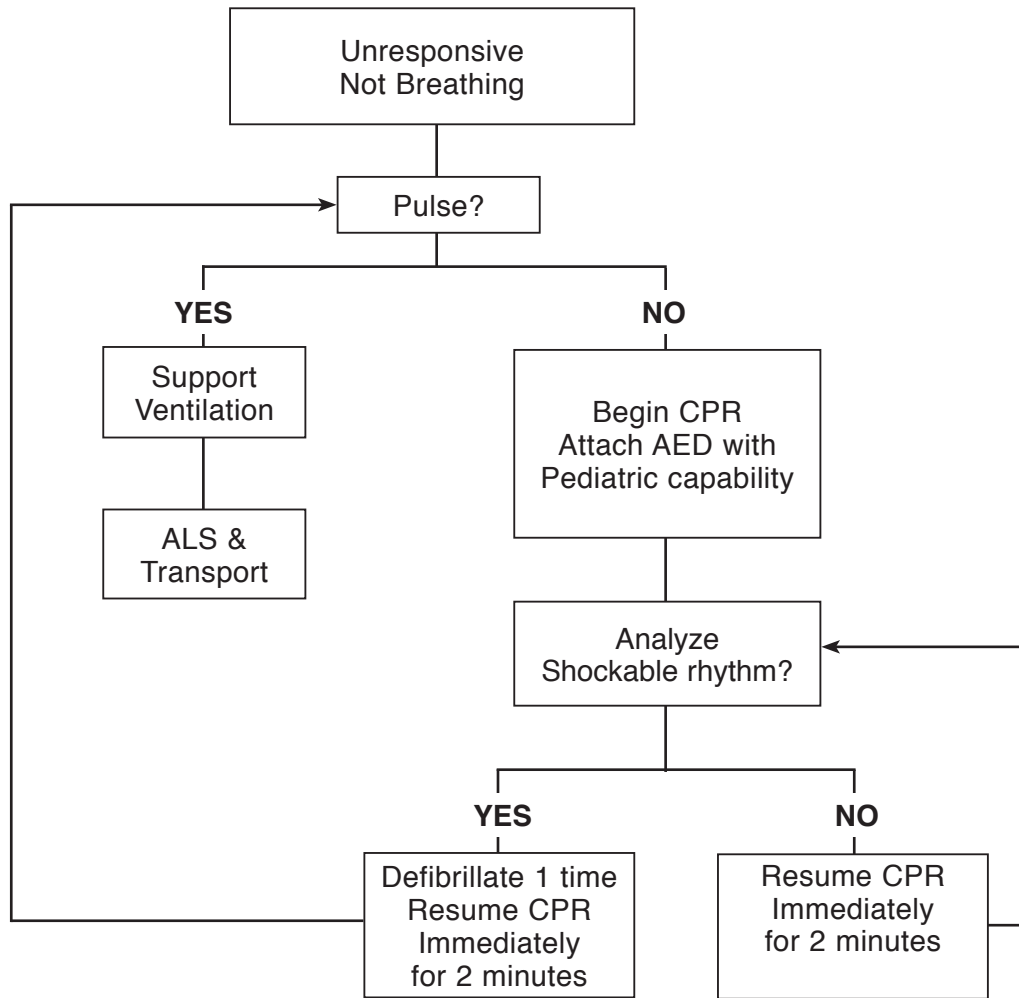 Unresponsive
Not Breathing
Pulse?
YES
NO
Support
Ventilation
Begin CPR
Attach AED with
Pediatric capability
ALS &
Transport
Analyze
Shockable rhythm?
YES
NO
Defibrillate 1 time
Resume CPR
Immediately
for 2 minutes
Resume CPR
Immediately
for 2 minutes